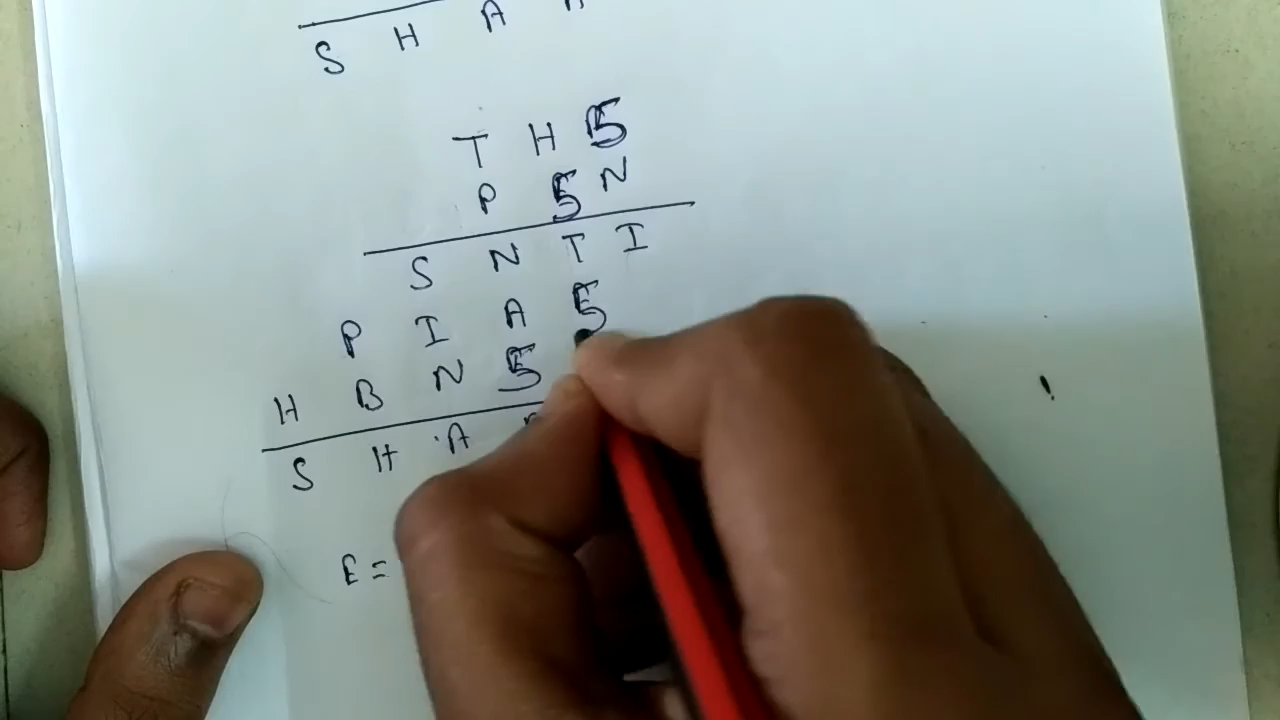 S H A
T H 5
P 5 N
S N T I
P I A 5
H B N 5
S H A
E =